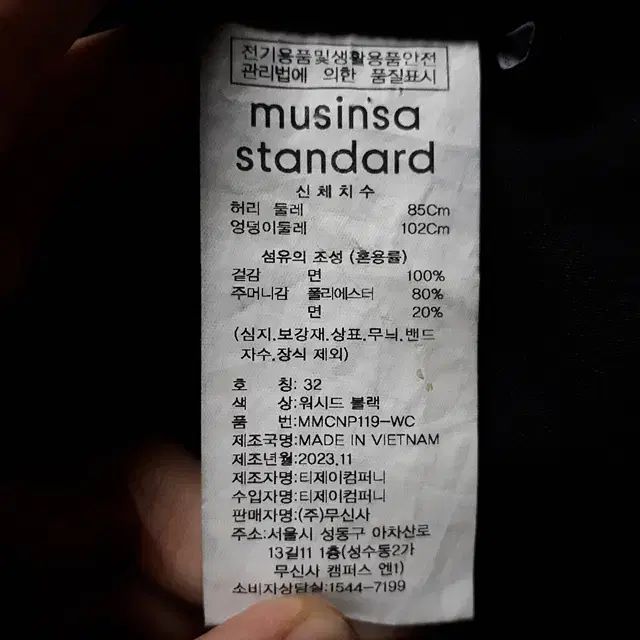 전기용품및생활용품안전
관리법에 의한 품질표시
musinsa
standard
신체치수
허리 둘레 85Cm
엉덩이둘레 102Cm
섬유의 조성 (혼용률)
겉감 면 100%
주머니감 폴리에스터 80%
면 20%
(심지.보강재.상표.무늬.밴드
자수.장식 제외)
호 칭: 32
색 상:워시드 블랙
품 번:MMCNP119-WC
제조국명:MADE IN VIETNAM
제조년월:2023.11
제조자명:티제이컴퍼니
수입자명:티제이컴퍼니
판매자명:(주)무신사
주소:서울시 성동구 아차산로
13길11 1층(성수동2가
무신사 캠퍼스 엔1)
소비자상담실:1544-7199